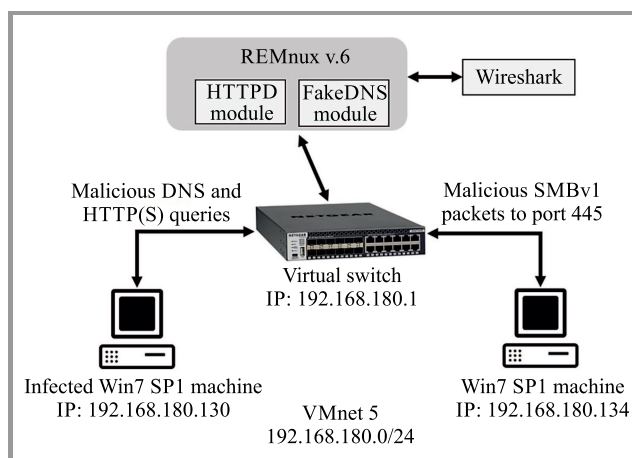 REMnux v.6
HTTPD
module
FakeDNS
module
Wireshark
Malicious DNS and
HTTP(S) queries
Malicious SMBv1
packets to port 445
NETGEAR
Virtual switch
IP: 192.168.180.1
Infected Win7 SP1 machine
IP: 192.168.180.130
Win7 SP1 machine
IP: 192.168.180.134
VMnet 5
192.168.180.0/24